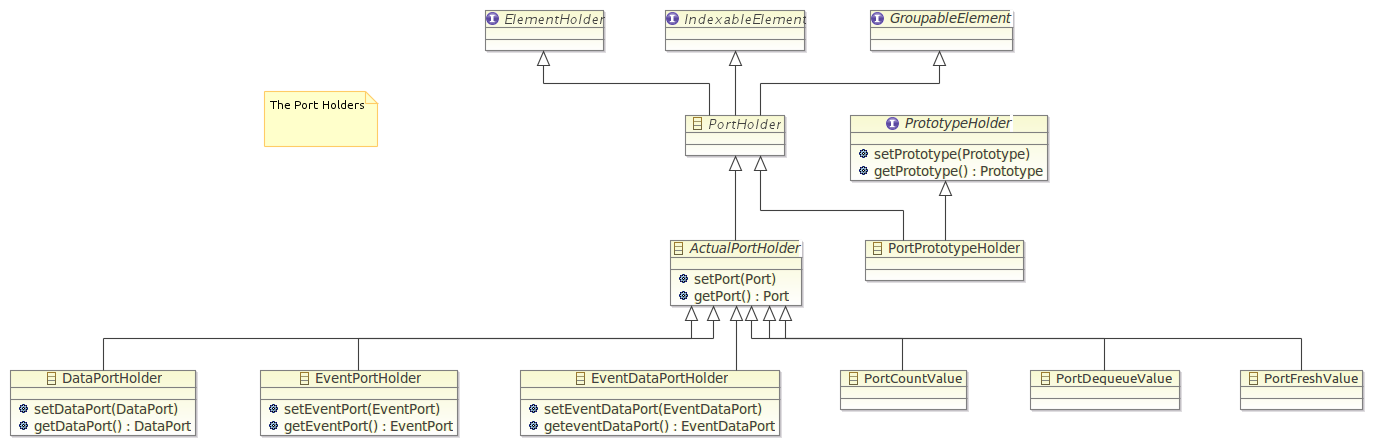 ElementHolder
IndexableElement
GroupableElement
The Port Holders
PortHolder
PrototypeHolder
setPrototype(Prototype)
getPrototype() : Prototype
ActualPortHolder
setPort(Port)
getPort() : Port
PortPrototypeHolder
DataPortHolder
setDataPort(DataPort)
getDataPort() : DataPort
EventPortHolder
setEventPort(EventPort)
getEventPort() : EventPort
EventDataPortHolder
setEventDataPort(EventDataPort)
geteventDataPort() : EventDataPort
PortCountValue
PortDequeueValue
PortFreshValue